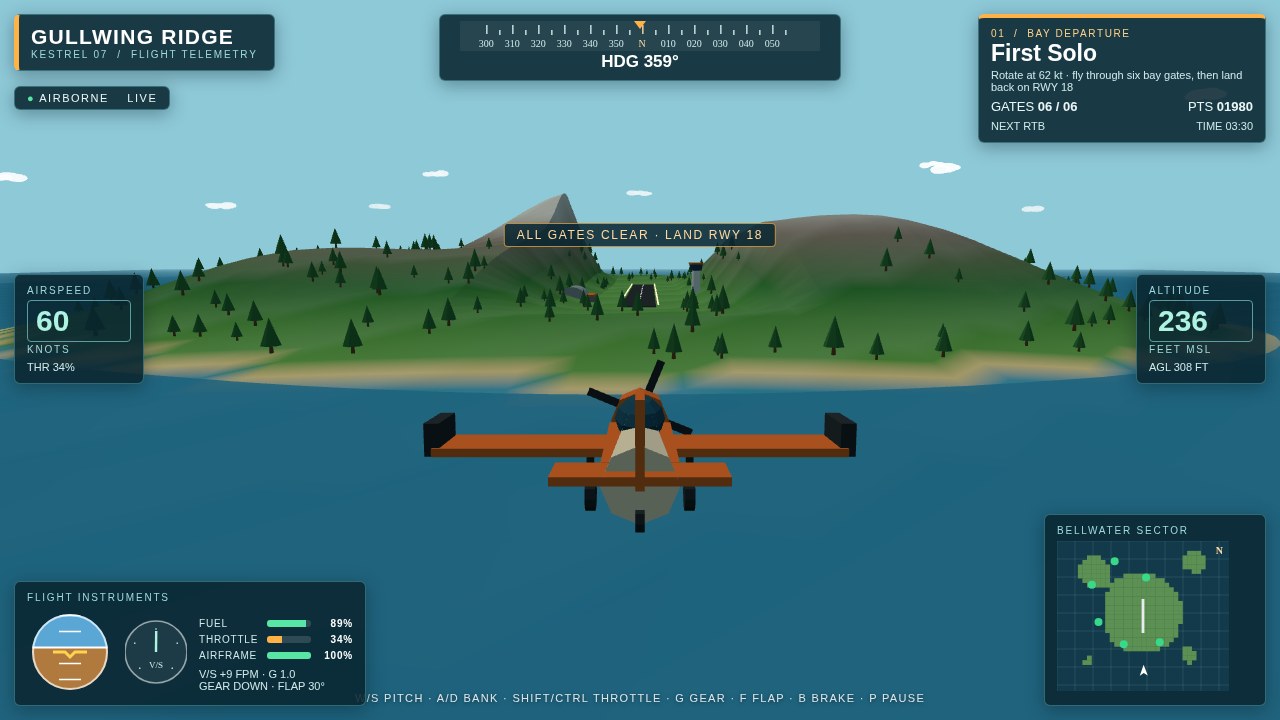 GULLWING RIDGE
KESTREL 07 / FLIGHT TELEMETRY
● AIRBORNE LIVE
300 310 320 330 340 350 N 010 020 030 040 050
HDG 359°
01 / BAY DEPARTURE
First Solo
Rotate at 62 kt · fly through six bay gates, then land
back on RWY 18
GATES 06 / 06 PTS 01980
NEXT RTB TIME 03:30
ALL GATES CLEAR · LAND RWY 18
AIRSPEED
60
KNOTS
THR 34%
ALTITUDE
236
FEET MSL
AGL 308 FT
FLIGHT INSTRUMENTS
V/S
FUEL 89%
THROTTLE 34%
AIRFRAME 100%
V/S +9 FPM · G 1.0
GEAR DOWN · FLAP 30°
W/S PITCH · A/D BANK · SHIFT/CTRL THROTTLE · G GEAR · F FLAP · B BRAKE · P PAUSE
BELLWATER SECTOR
N